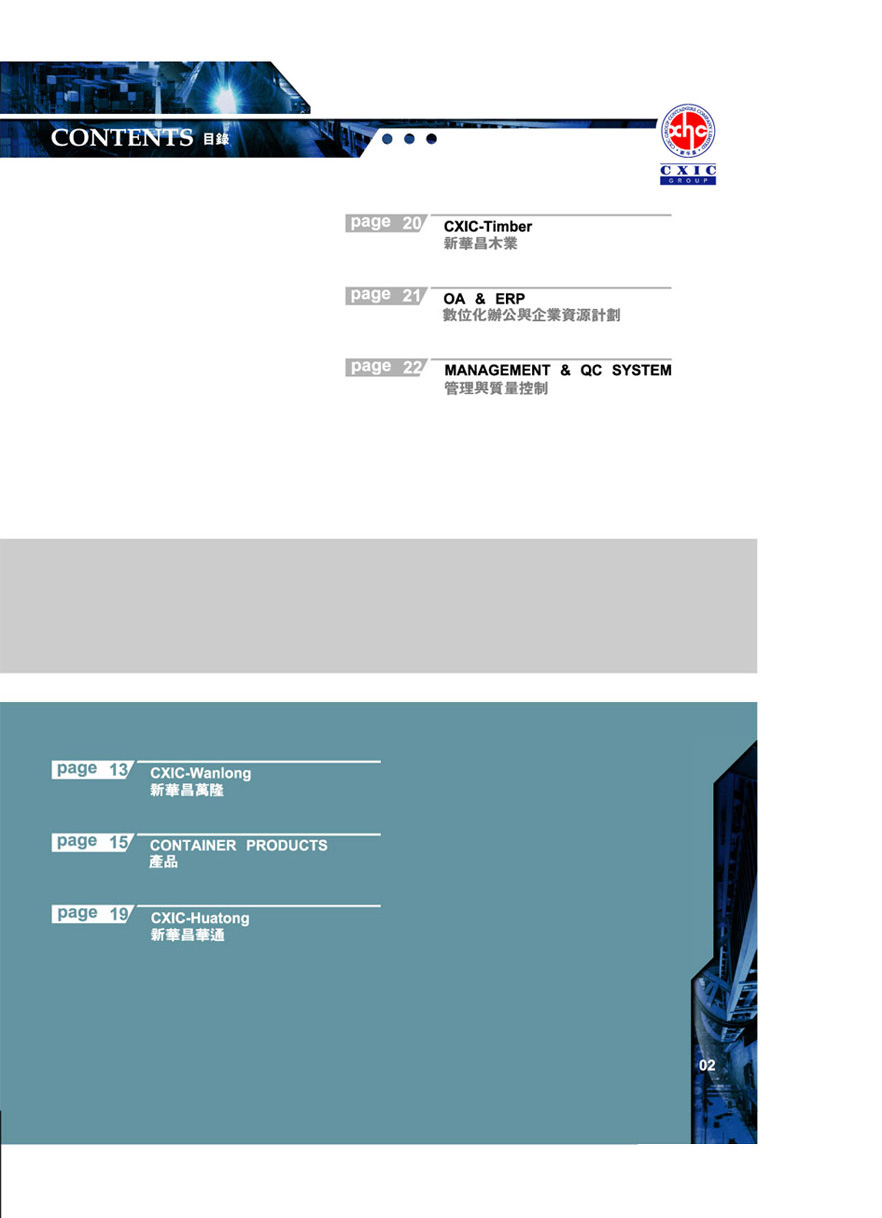 CONTENTS 目錄
xhc
CXIC
GROUP
page 20
CXIC-Timber
新華昌木業
page 21
OA & ERP
數位化辦公與企業資源計劃
page 22
MANAGEMENT & QC SYSTEM
管理與質量控制
page 13
CXIC-Wanlong
新華昌萬隆
page 15
CONTAINER PRODUCTS
產品
page 19
CXIC-Huatong
新華昌華通
02